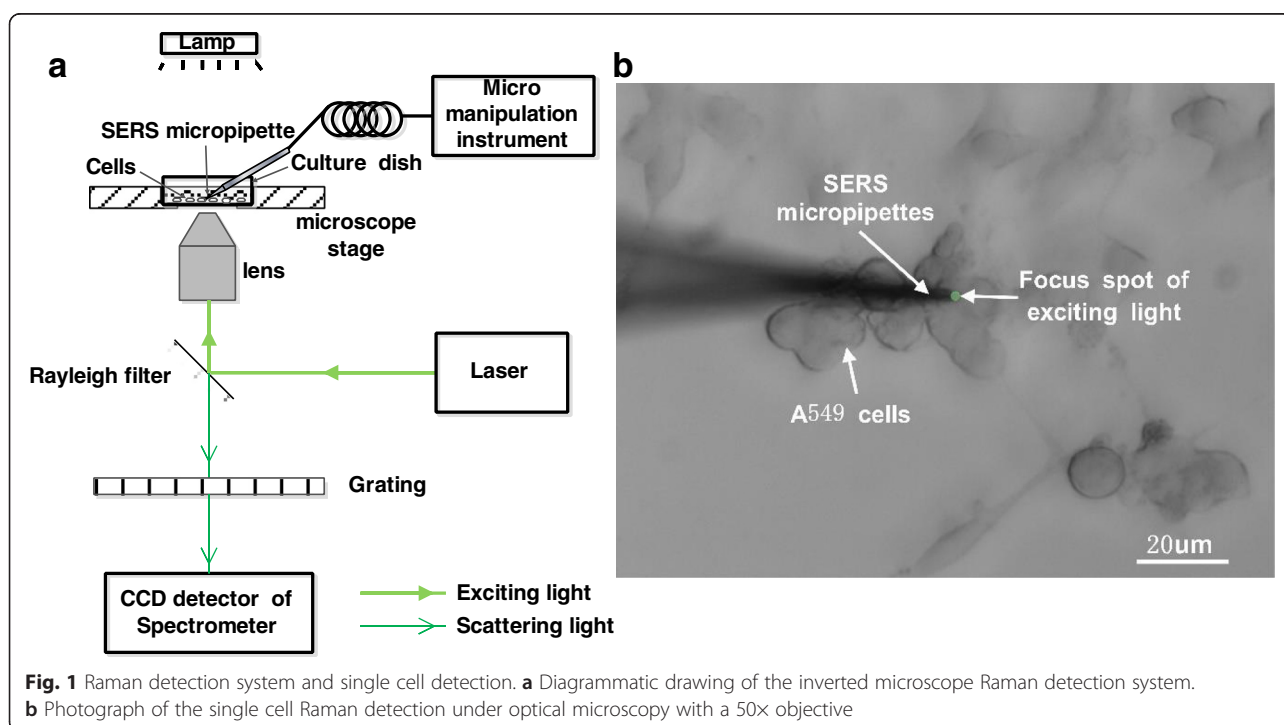 a
Lamp
SERS micropipette
Cells
Culture dish
Micro
manipulation
instrument
microscope
stage
lens
Rayleigh filter
Laser
Grating
CCD detector of
Spectrometer
Exciting light
Scattering light
b
SERS
micropipettes
Focus spot of
exciting light
A549 cells
20um
Fig. 1 Raman detection system and single cell detection. a Diagrammatic drawing of the inverted microscope Raman detection system.
b Photograph of the single cell Raman detection under optical microscopy with a 50× objective